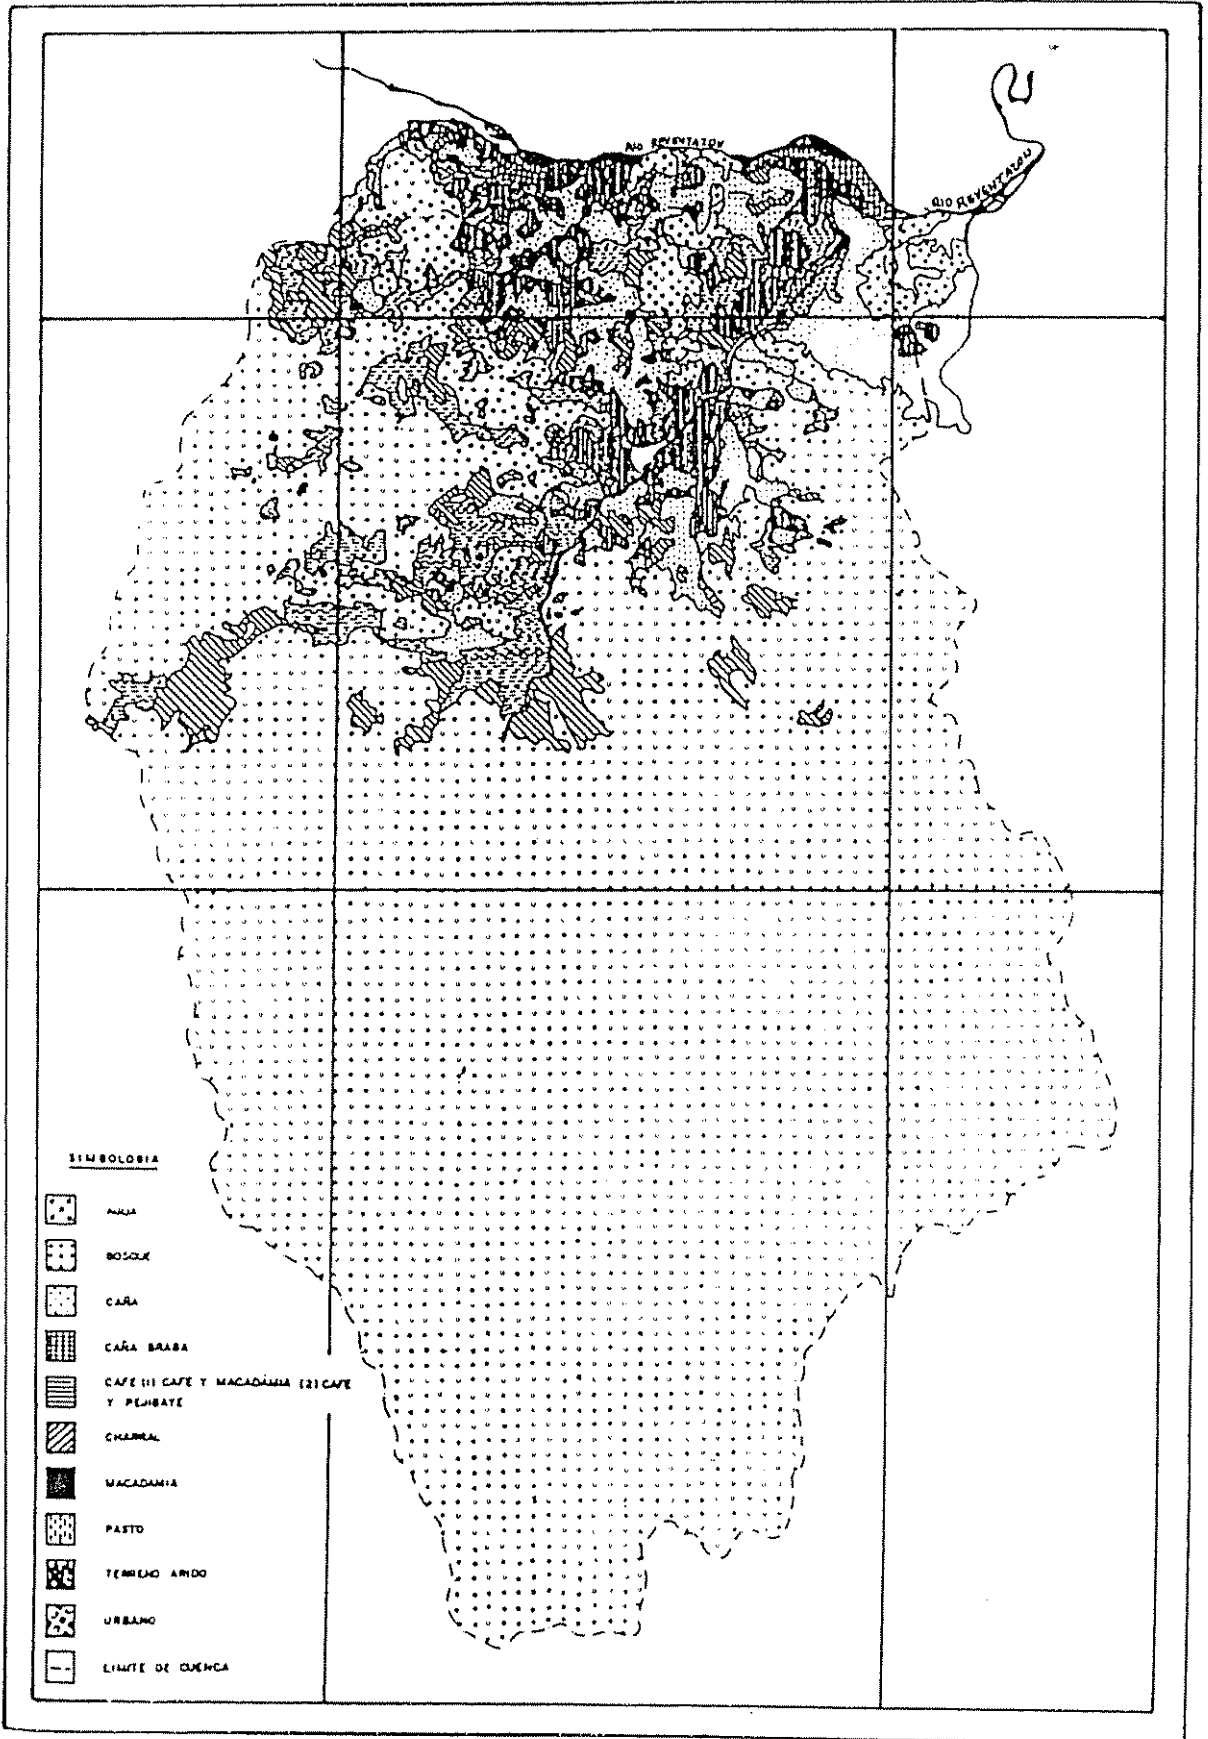 RIO REVENTAZON
RIO REVENTAZON
SIMBOLOGIA
AGUA
BOSQUE
CAÑA
CAÑA BRABA
CAFE (1) CAFE Y MACADAMIA (2) CAFE
Y PEJIBAYE
CHARRAL
MACADAMIA
PASTO
TERRENO ARIDO
URBANO
LIMITE DE CUENCA